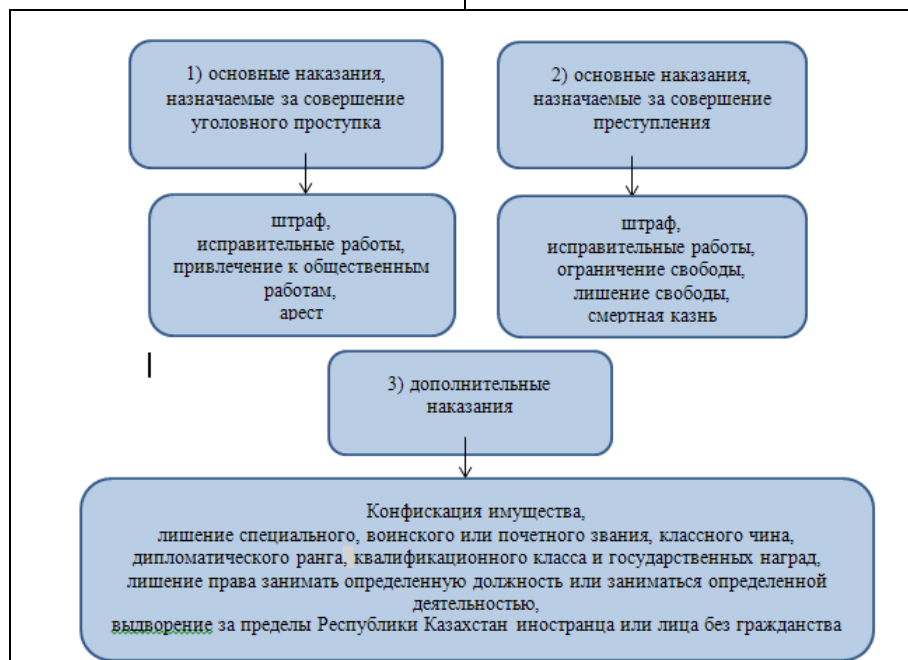 1) основные наказания,
назначаемые за совершение
уголовного проступка
2) основные наказания,
назначаемые за совершение
преступления
штраф,
исправительные работы,
привлечение к общественным
работам,
арест
штраф,
исправительные работы,
ограничение свободы,
лишение свободы,
смертная казнь
3) дополнительные
наказания
Конфискация имущества,
лишение специального, воинского или почетного звания, классного чина,
дипломатического ранга, квалификационного класса и государственных наград,
лишение права занимать определенную должность или заниматься определенной
деятельностью,
выдворение за пределы Республики Казахстан иностранца или лица без гражданства